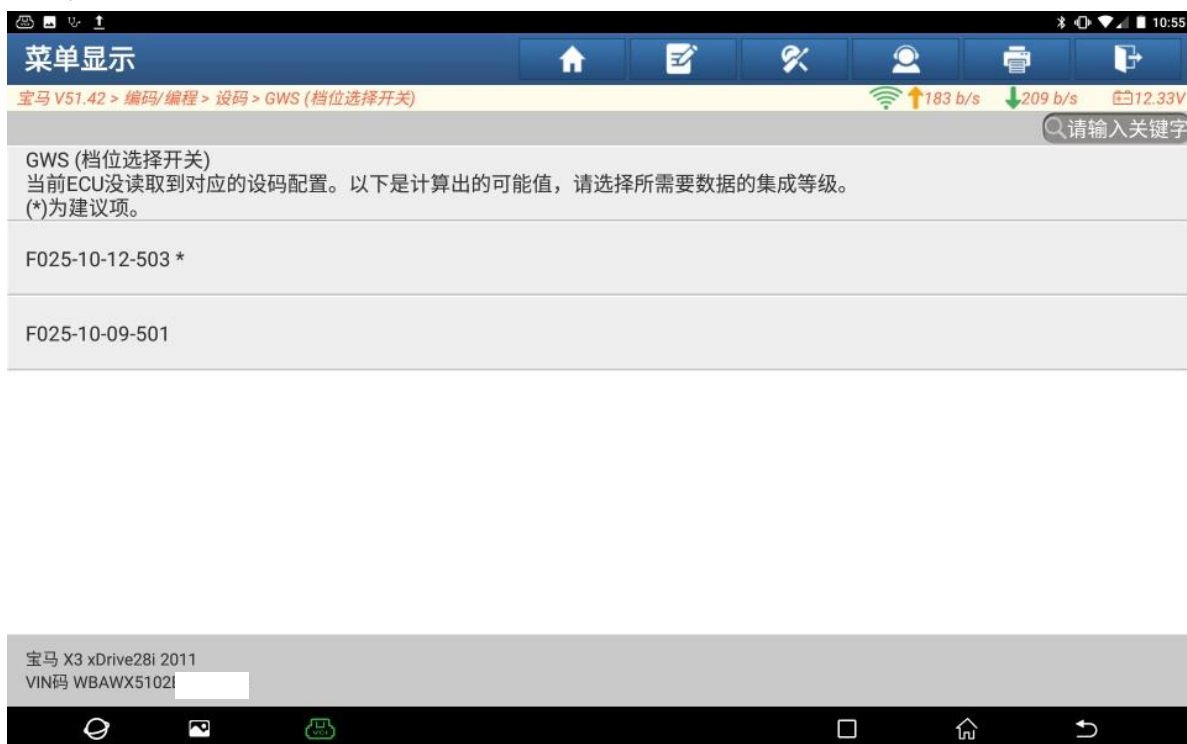 10:55
菜单显示
宝马 V51.42 > 编码/编程 > 设码 > GWS (档位选择开关)
183 b/s
209 b/s
12.33V
请输入关键字
GWS (档位选择开关)
当前ECU没读取到对应的设码配置。以下是计算出的可能值，请选择所需要数据的集成等级。
(*)为建议项。
F025-10-12-503 *
F025-10-09-501
宝马 X3 xDrive28i 2011
VIN码 WBAWX5102
VCI